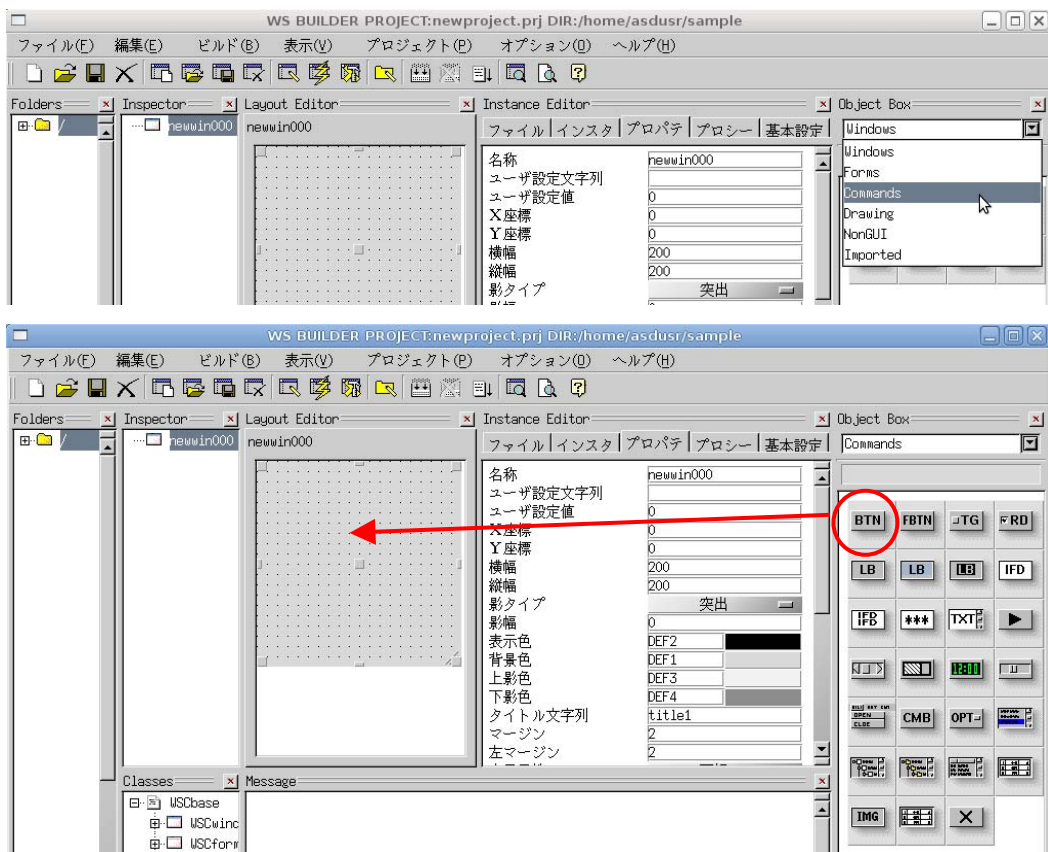 WS BUILDER PROJECT:newproject.prj DIR:/home/asdusr/sample
ファイル(F) 編集(E) ビルド(B) 表示(V) プロジェクト(P) オプション(O) ヘルプ(H)
Folders Inspector Layout Editor Instance Editor Object Box
/ newwin000 newwin000 ファイル インスタ プロパテ プロシー 基本設定 Windows
名称 newwin000 Windows
ユーザ設定文字列 Forms
ユーザ設定値 0 Commands
X座標 0 Drawing
Y座標 0 NonGUI
横幅 200 Imported
縦幅 200
影タイプ 突出
WS BUILDER PROJECT:newproject.prj DIR:/home/asdusr/sample
ファイル(F) 編集(E) ビルド(B) 表示(V) プロジェクト(P) オプション(O) ヘルプ(H)
Folders Inspector Layout Editor Instance Editor Object Box
/ newwin000 newwin000 ファイル インスタ プロパテ プロシー 基本設定 Commands
名称 newwin000
ユーザ設定文字列
ユーザ設定値 0
X座標 0
Y座標 0
横幅 200
縦幅 200
影タイプ 突出
影幅 0
表示色 DEF2
背景色 DEF1
上影色 DEF3
下影色 DEF4
タイトル文字列 title1
マージン 2
左マージン 2
BTN FBTN TG RD
LB LB LB IFD
IFB *** TXT
12:00
CMB OPT
IMG X
Classes Message
WSCbase
WSCwinc
WSCform